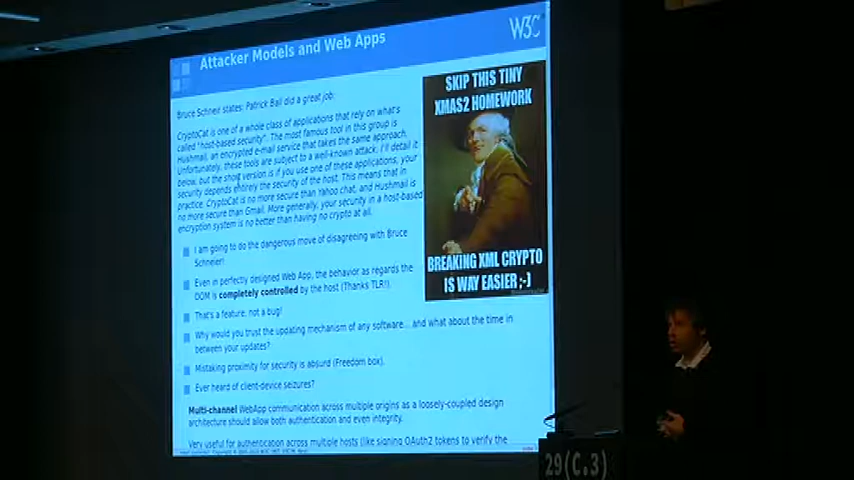 Attacker Models and Web Apps
W3C
Bruce Schneir states: Patrick Ball did a great job:
CryptoCat is one of a whole class of applications that rely on what's
called "host-based security". The most famous tool in this group is
Hushmail, an encrypted e-mail service that takes the same approach.
Unfortunately, these tools are subject to a well-known attack. I'll detail it
below, but the short version is if you use one of these applications, your
security depends entirely the security of the host. This means that in
practice, CryptoCat is no more secure than Yahoo chat, and Hushmail is
no more secure than Gmail. More generally, your security in a host-based
encryption system is no better than having no crypto at all.
SKIP THIS TINY
XMAS2 HOMEWORK
BREAKING XML CRYPTO
IS WAY EASIER ;-)
I am going to do the dangerous move of disagreeing with Bruce
Schneier!
Even in perfectly designed Web App, the behavior as regards the
DOM is completely controlled by the host (Thanks TLR!).
That's a feature, not a bug!
Why would you trust the updating mechanism of any software... and what about the time in
between your updates?
Mistaking proximity for security is absurd (Freedom box).
Ever heard of client-device seizures?
Multi-channel WebApp communication across multiple origins as a loosely-coupled design
architecture should allow both authentication and even integrity.
Very useful for authentication across multiple hosts (like signing OAuth2 tokens to verify the
29(C.3)